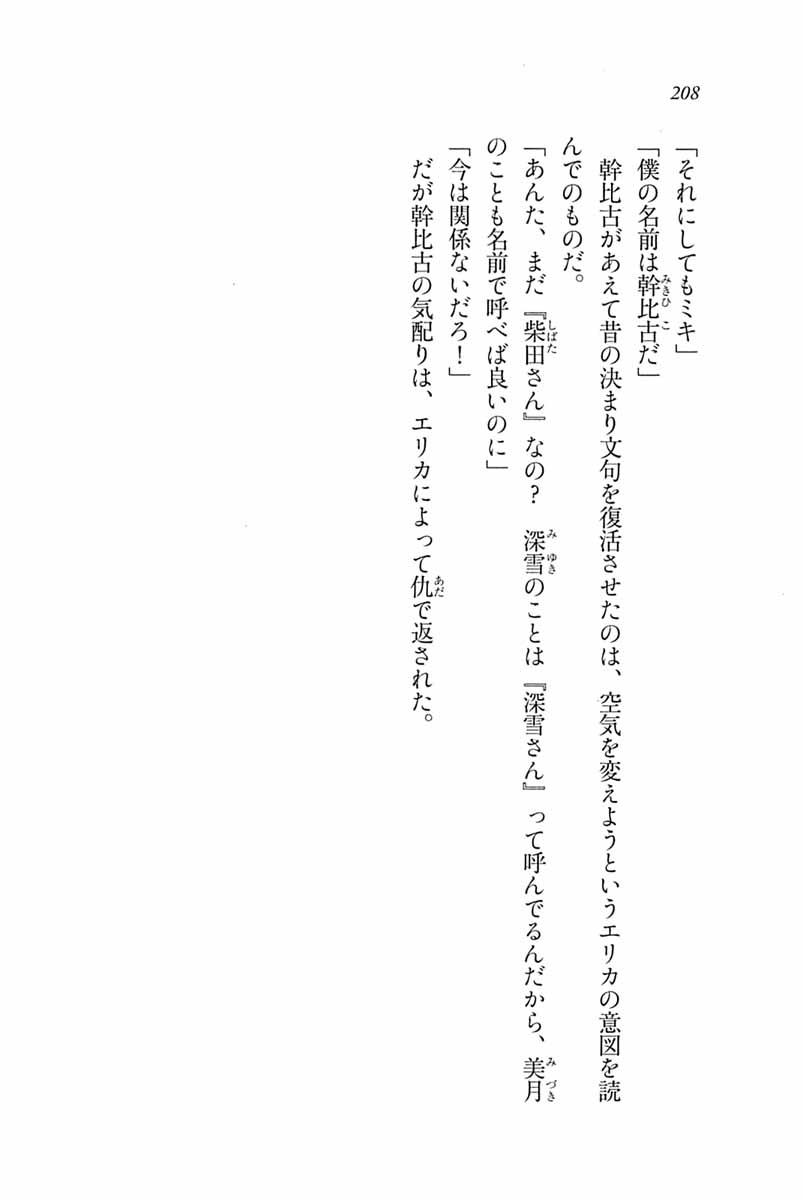 208
「それにしてもミキ」
「僕の名前は幹比古だ」
幹比古があえて昔の決まり文句を復活させたのは、空気を変えようというエリカの意図を読
んでのものだ。
「あんた、まだ『柴田さん』なの？　深雪のことは『深雪さん』って呼んでるんだから、美月
のことも名前で呼べば良いのに」
「今は関係ないだろ！」
だが幹比古の気配りは、エリカによって仇で返された。